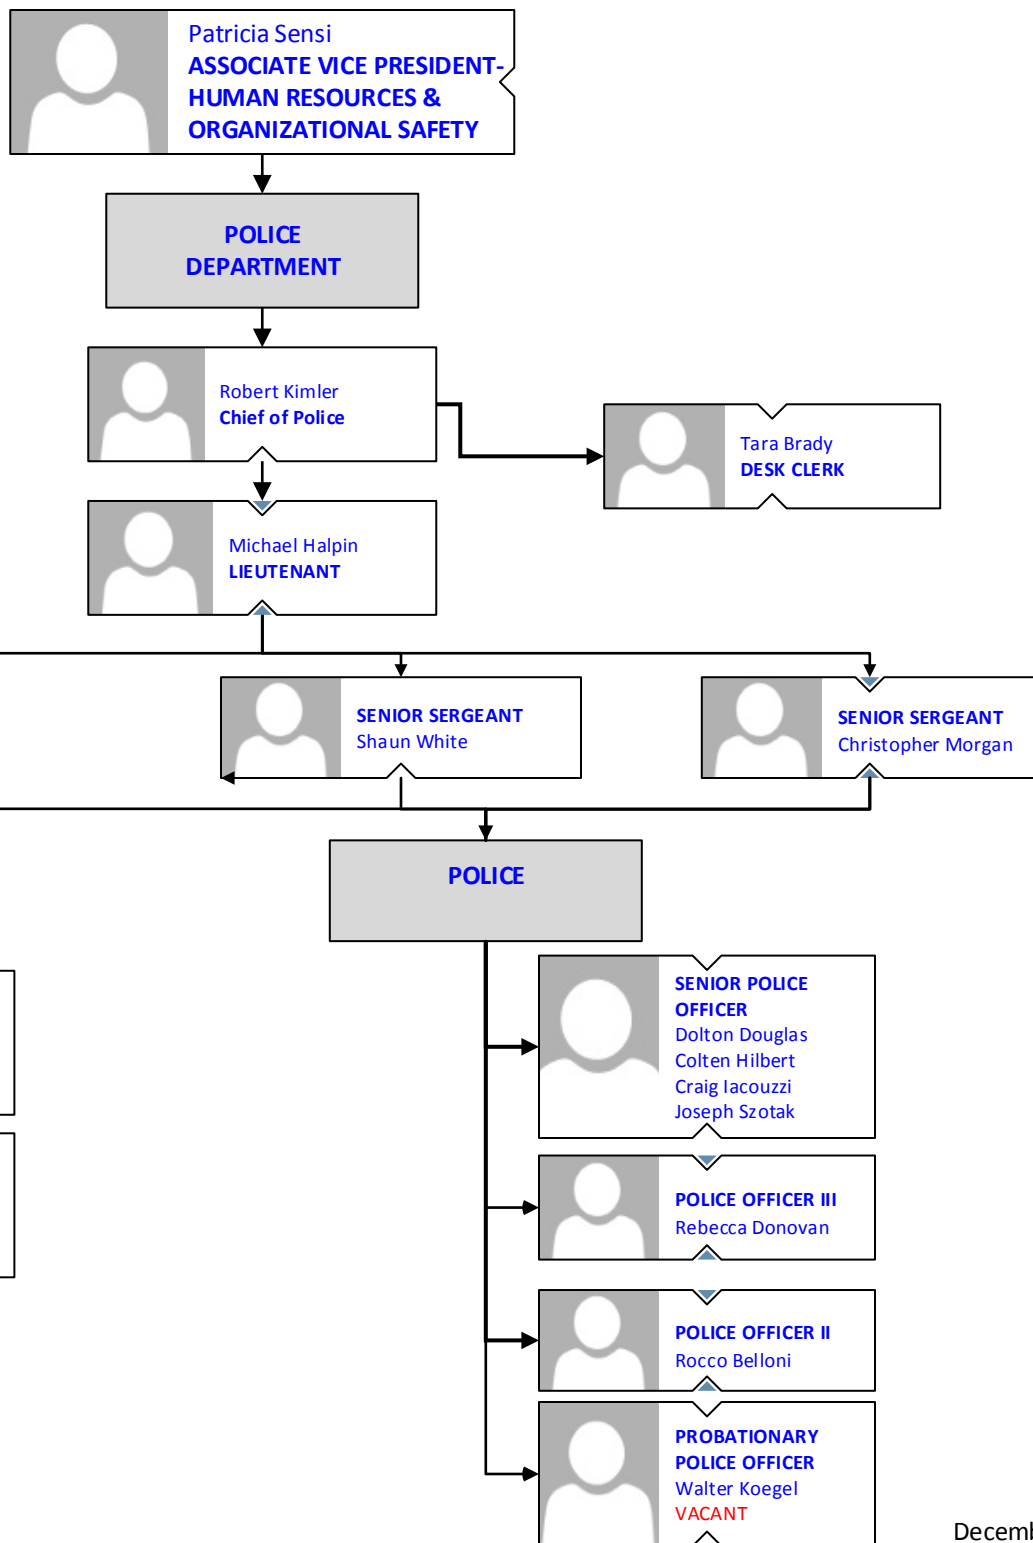 Patricia Sensi
ASSOCIATE VICE PRESIDENT-
HUMAN RESOURCES &
ORGANIZATIONAL SAFETY
POLICE
DEPARTMENT
Robert Kimler
Chief of Police
Tara Brady
DESK CLERK
Michael Halpin
LIEUTENANT
SENIOR SERGEANT
Shaun White
SENIOR SERGEANT
Christopher Morgan
POLICE
SENIOR POLICE
OFFICER
Dolton Douglas
Colten Hilbert
Craig Iacouzzi
Joseph Szotak
POLICE OFFICER III
Rebecca Donovan
POLICE OFFICER II
Rocco Belloni
PROBATIONARY
POLICE OFFICER
Walter Koegel
VACANT
Decemb